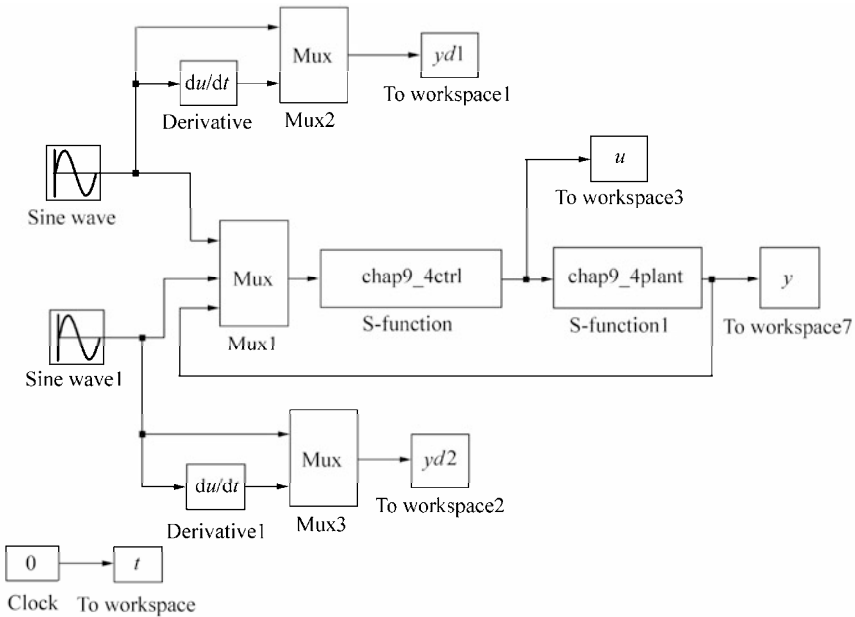 Mux
yd1
du/dt
To workspace1
Derivative
Mux2
u
Sine wave
To workspace3
Mux
chap9_4ctrl
chap9_4plant
y
S-function
S-function1
To workspace7
Mux1
Sine wave1
Mux
yd2
du/dt
To workspace2
Derivative1
Mux3
0
t
Clock
To workspace